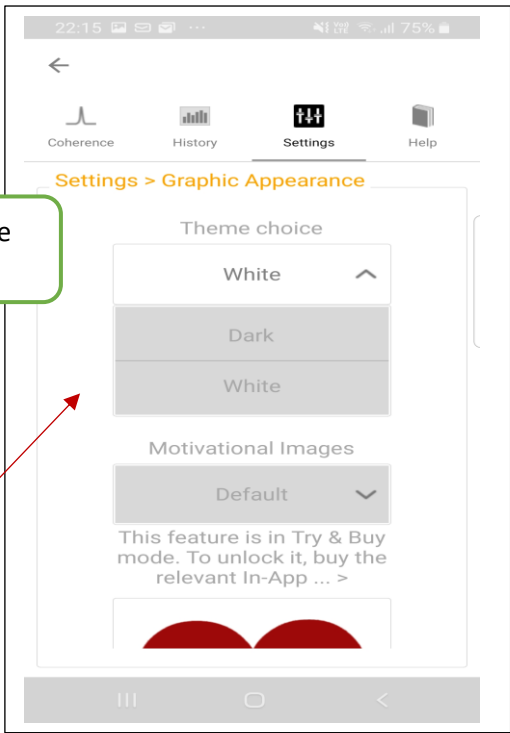 22:15 ... VoLTE 75%
Coherence History Settings Help
Settings > Graphic Appearance
e
Theme choice
White
Dark
White
Motivational Images
Default
This feature is in Try & Buy
mode. To unlock it, buy the
relevant In-App ... >